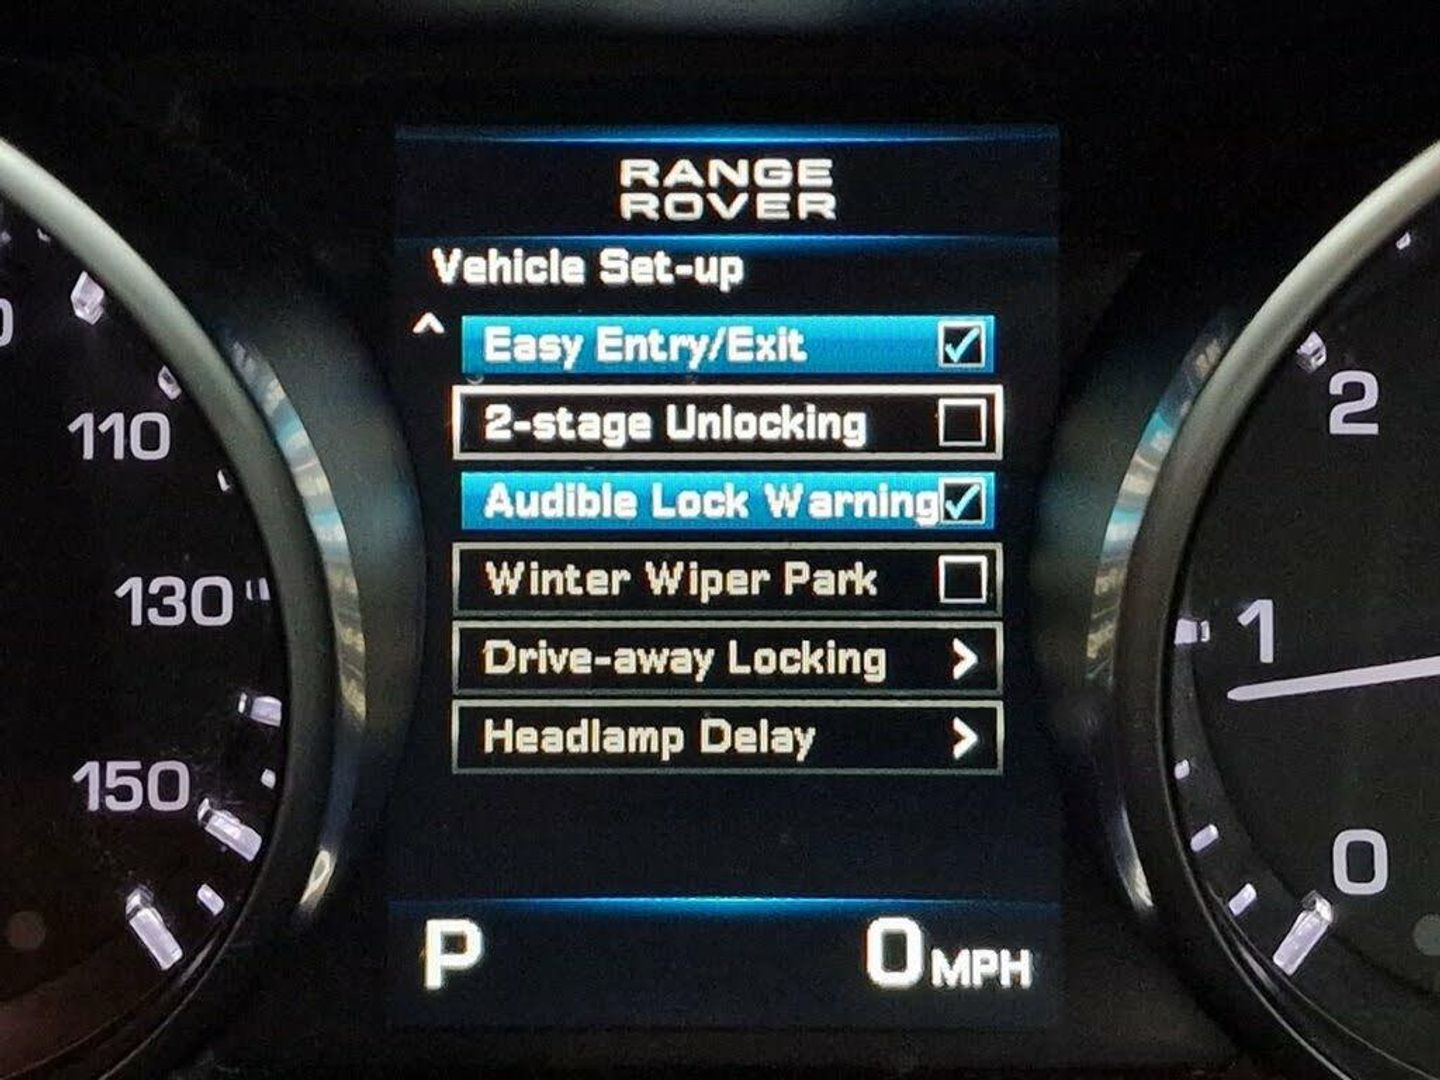 RANGE
ROVER
Vehicle Set-up
Easy Entry/Exit
2-stage Unlocking
Audible Lock Warning
Winter Wiper Park
Drive-away Locking
Headlamp Delay
P
0 MPH
110
130
150
2
1
0